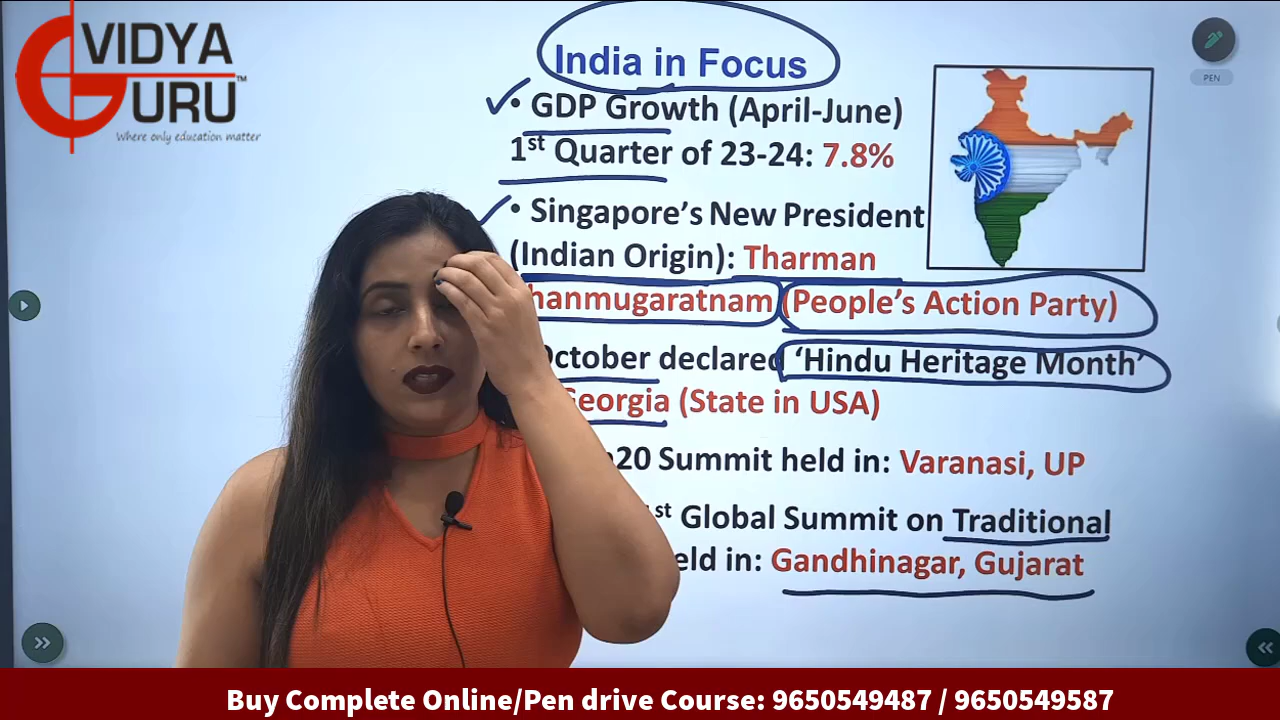 VIDYA
GURU™
Where only education matter
India in Focus
PEN
• GDP Growth (April-June)
1st Quarter of 23-24: 7.8%
• Singapore's New President
(Indian Origin): Tharman
hanmugaratnam (People's Action Party)
October declared 'Hindu Heritage Month'
Georgia (State in USA)
20 Summit held in: Varanasi, UP
1st Global Summit on Traditional
eld in: Gandhinagar, Gujarat
Buy Complete Online/Pen drive Course: 9650549487 / 9650549587